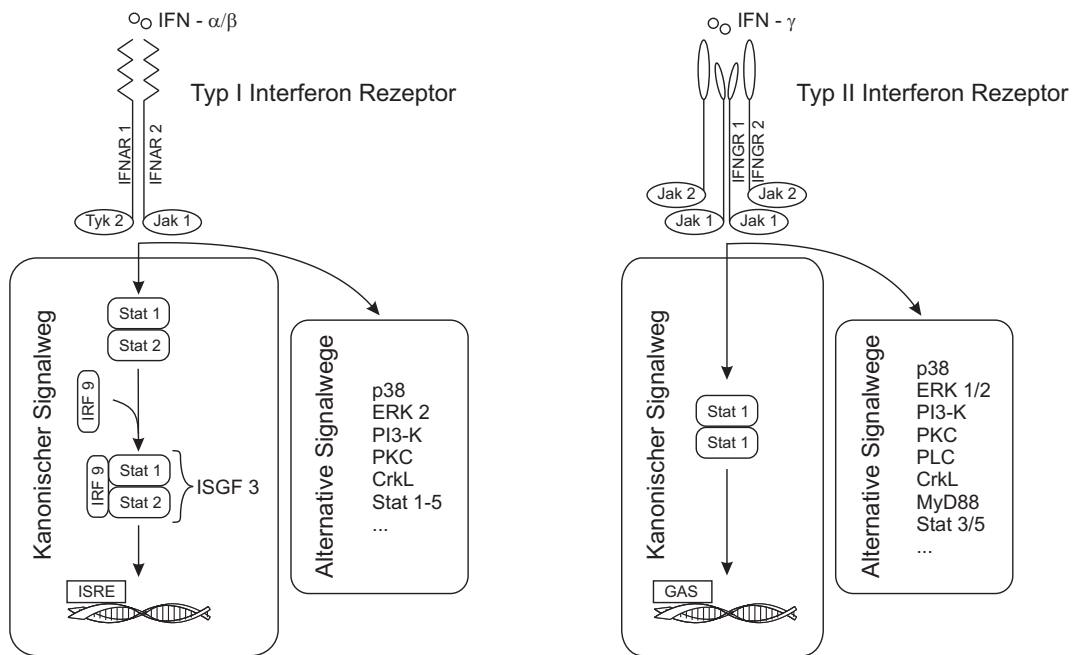 IFN - α/β
Typ I Interferon Rezeptor
IFNAR 1
IFNAR 2
Tyk 2
Jak 1
Kanonischer Signalweg
Stat 1
Stat 2
IRF 9
IRF 9
Stat 1
Stat 2
ISGF 3
ISRE
Alternative Signalwege
p38
ERK 2
PI3-K
PKC
CrkL
Stat 1-5
...
IFN - γ
Typ II Interferon Rezeptor
IFNGR 1
IFNGR 2
Jak 2
Jak 2
Jak 1
Jak 1
Kanonischer Signalweg
Stat 1
Stat 1
GAS
Alternative Signalwege
p38
ERK 1/2
PI3-K
PKC
PLC
CrkL
MyD88
Stat 3/5
...